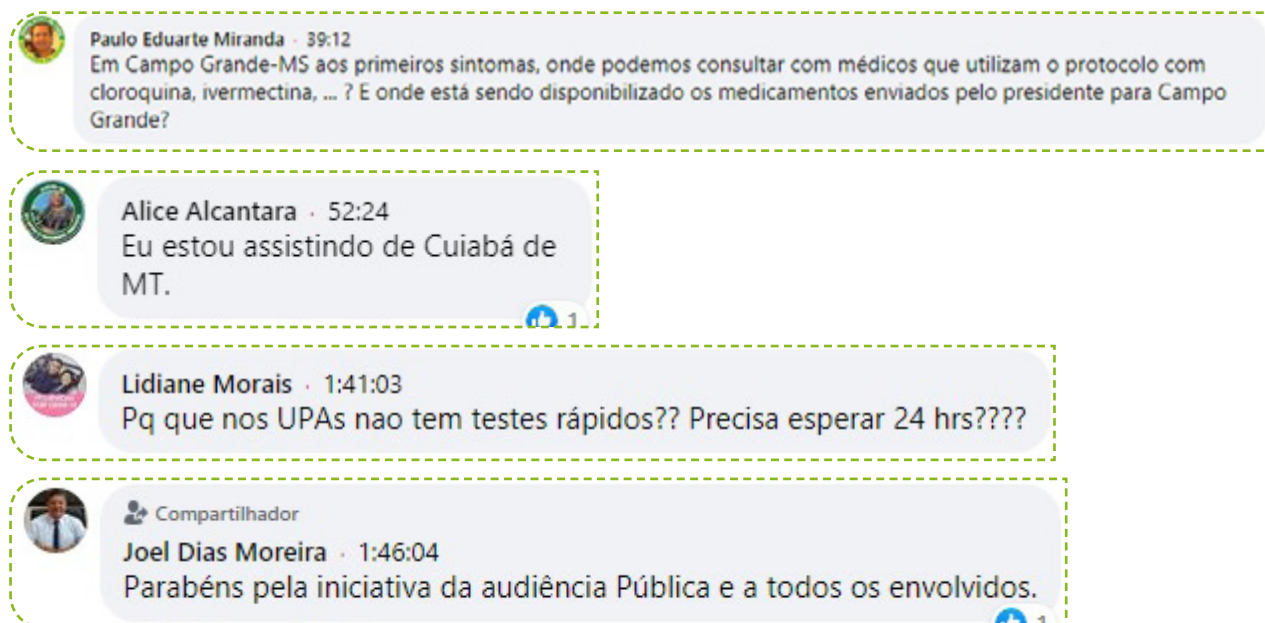 Paulo Eduarte Miranda · 39:12
Em Campo Grande-MS aos primeiros sintomas, onde podemos consultar com médicos que utilizam o protocolo com
cloroquina, ivermectina, ... ? E onde está sendo disponibilizado os medicamentos enviados pelo presidente para Campo
Grande?
Alice Alcantara · 52:24
Eu estou assistindo de Cuiabá de
MT.
1
Lidiane Morais · 1:41:03
Pq que nos UPAs nao tem testes rápidos?? Precisa esperar 24 hrs????
Compartilhador
Joel Dias Moreira · 1:46:04
Parabéns pela iniciativa da audiência Pública e a todos os envolvidos.
1